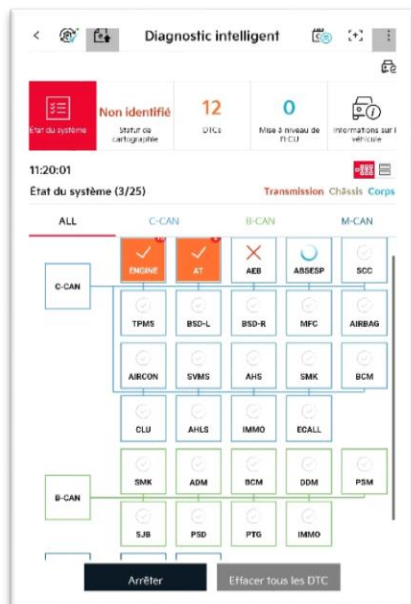 Diagnostic intelligent
État du système
Non identifié
Statut de
cartographie
12
DTCs
0
Mise à niveau de
l'ECU
Informations sur l
véhicule
11:20:01
État du système (3/25)
Transmission Châssis Corps
ALL C-CAN B-CAN M-CAN
C-CAN
ENGINE AT AEB ABSESP SCC
TPMS BSD-L BSD-R MFC AIRBAG
AIRCON SVMS AHS SMK BCM
CLU AHLS IMMO ECALL
B-CAN
SMK ADM BCM DDM PSM
SJB PSD PTG IMMO
Arrêter Effacer tous les DTC